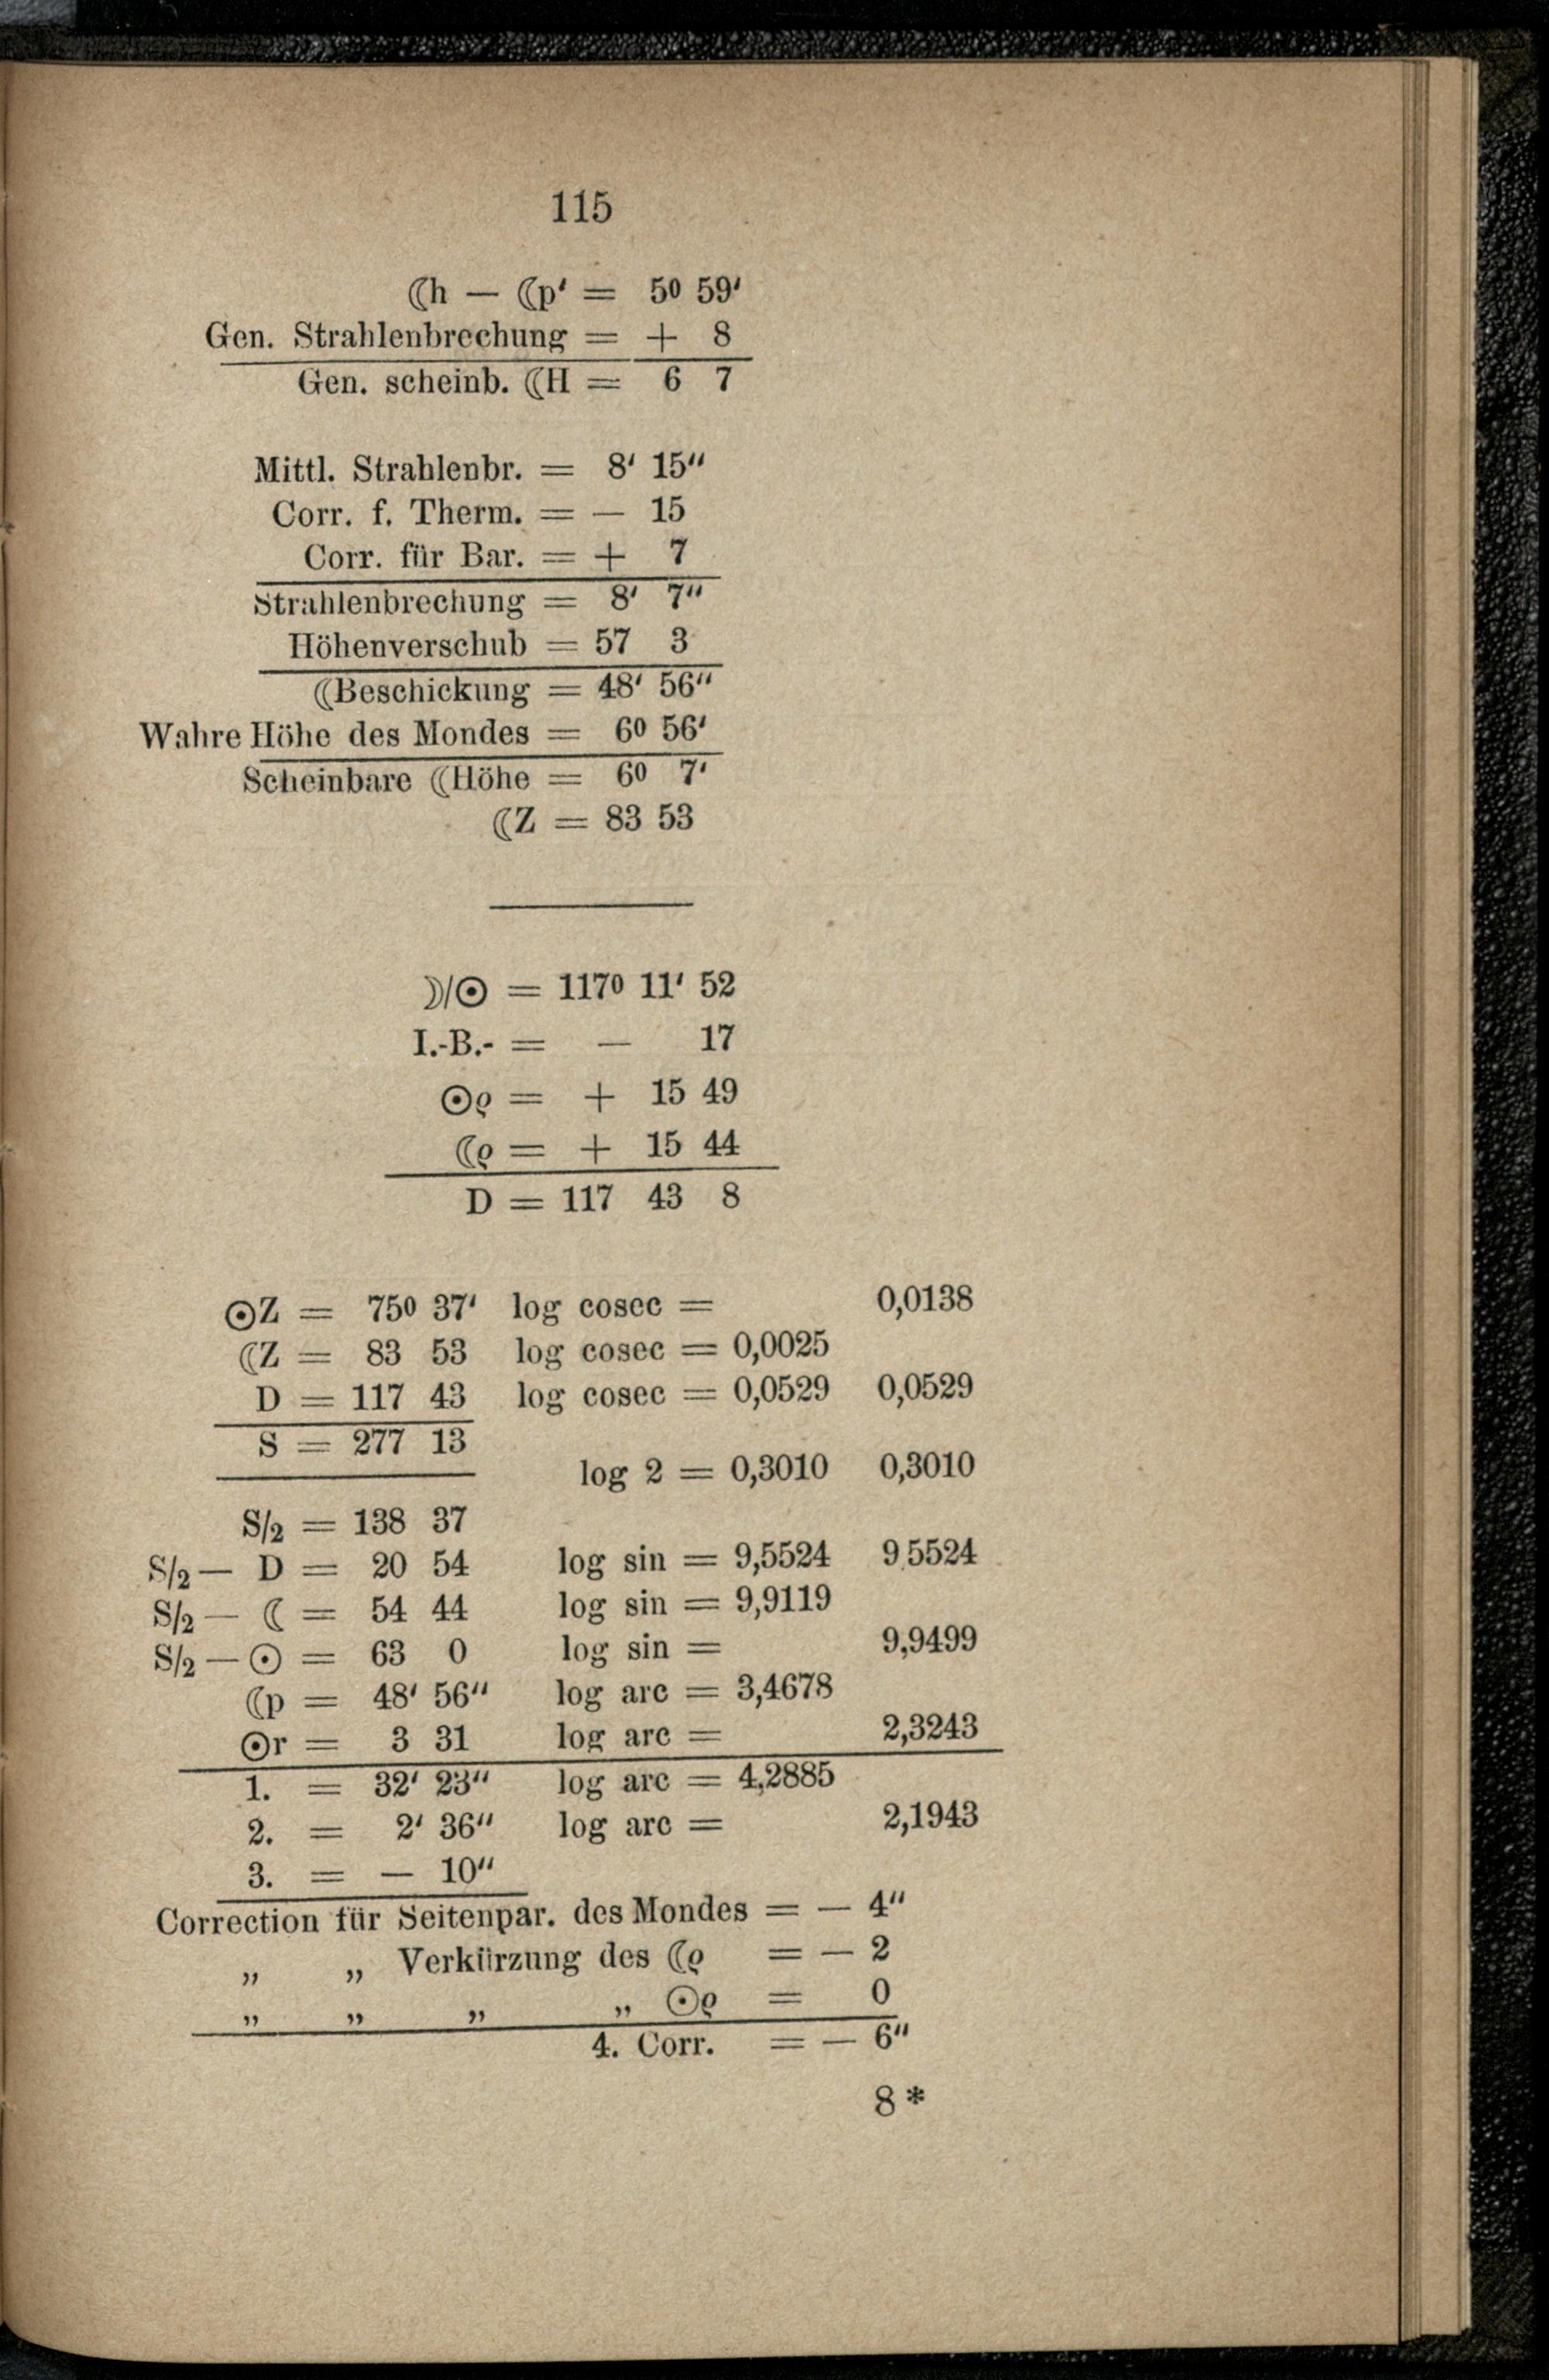 115
☾h — ☾p' = 5⁰ 59'
Gen. Strahlenbrechung = + 8
Gen. scheinb. ☾H = 6 7
Mittl. Strahlenbr. = 8' 15"
Corr. f. Therm. = — 15
Corr. für Bar. = + 7
Strahlenbrechung = 8' 7"
Höhenverschub = 57 3
☾Beschickung = 48' 56"
Wahre Höhe des Mondes = 6⁰ 56'
Scheinbare ☾Höhe = 6⁰ 7'
☾Z = 83 53
☽/☉ = 117⁰ 11' 52
I.-B.- = — 17
☉ϱ = + 15 49
☾ϱ = + 15 44
D = 117 43 8
☉Z = 75⁰ 37' log cosec = 0,0138
☾Z = 83 53 log cosec = 0,0025
D = 117 43 log cosec = 0,0529 0,0529
S = 277 13
log 2 = 0,3010 0,3010
S/2 = 138 37
S/2 — D = 20 54 log sin = 9,5524 9,5524
S/2 — ☾ = 54 44 log sin = 9,9119
S/2 — ☉ = 63 0 log sin = 9,9499
☾p = 48' 56" log arc = 3,4678
☉r = 3 31 log arc = 2,3243
1. = 32' 23" log arc = 4,2885
2. = 2' 36" log arc = 2,1943
3. = — 10"
Correction für Seitenpar. des Mondes = — 4"
„ „ Verkürzung des ☾ϱ = — 2
„ „ „ „ ☉ϱ = 0
4. Corr. = — 6"
8*